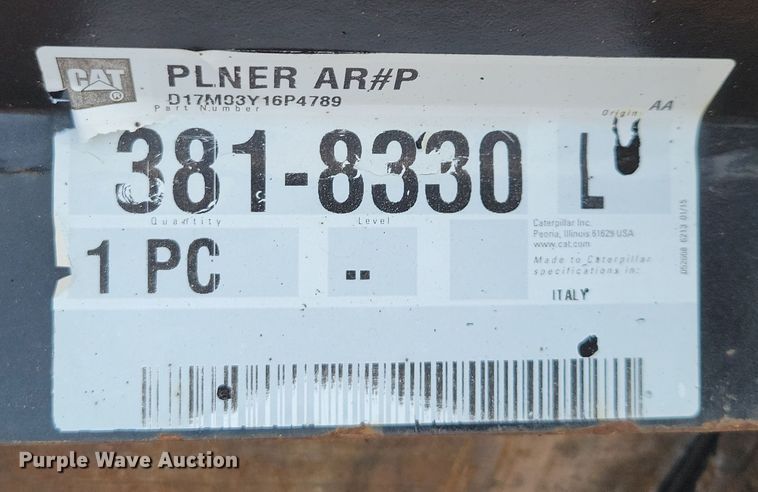 CAT®
PLNER AR#P
D17M03Y16P4789
Part Number
Origin: AA
381-8330 L
Quantity Level
1 PC --
Caterpillar Inc.
Peoria, Illinois 61629 USA
www.cat.com
Made to Caterpillar
specifications in:
ITALY
Purple Wave Auction